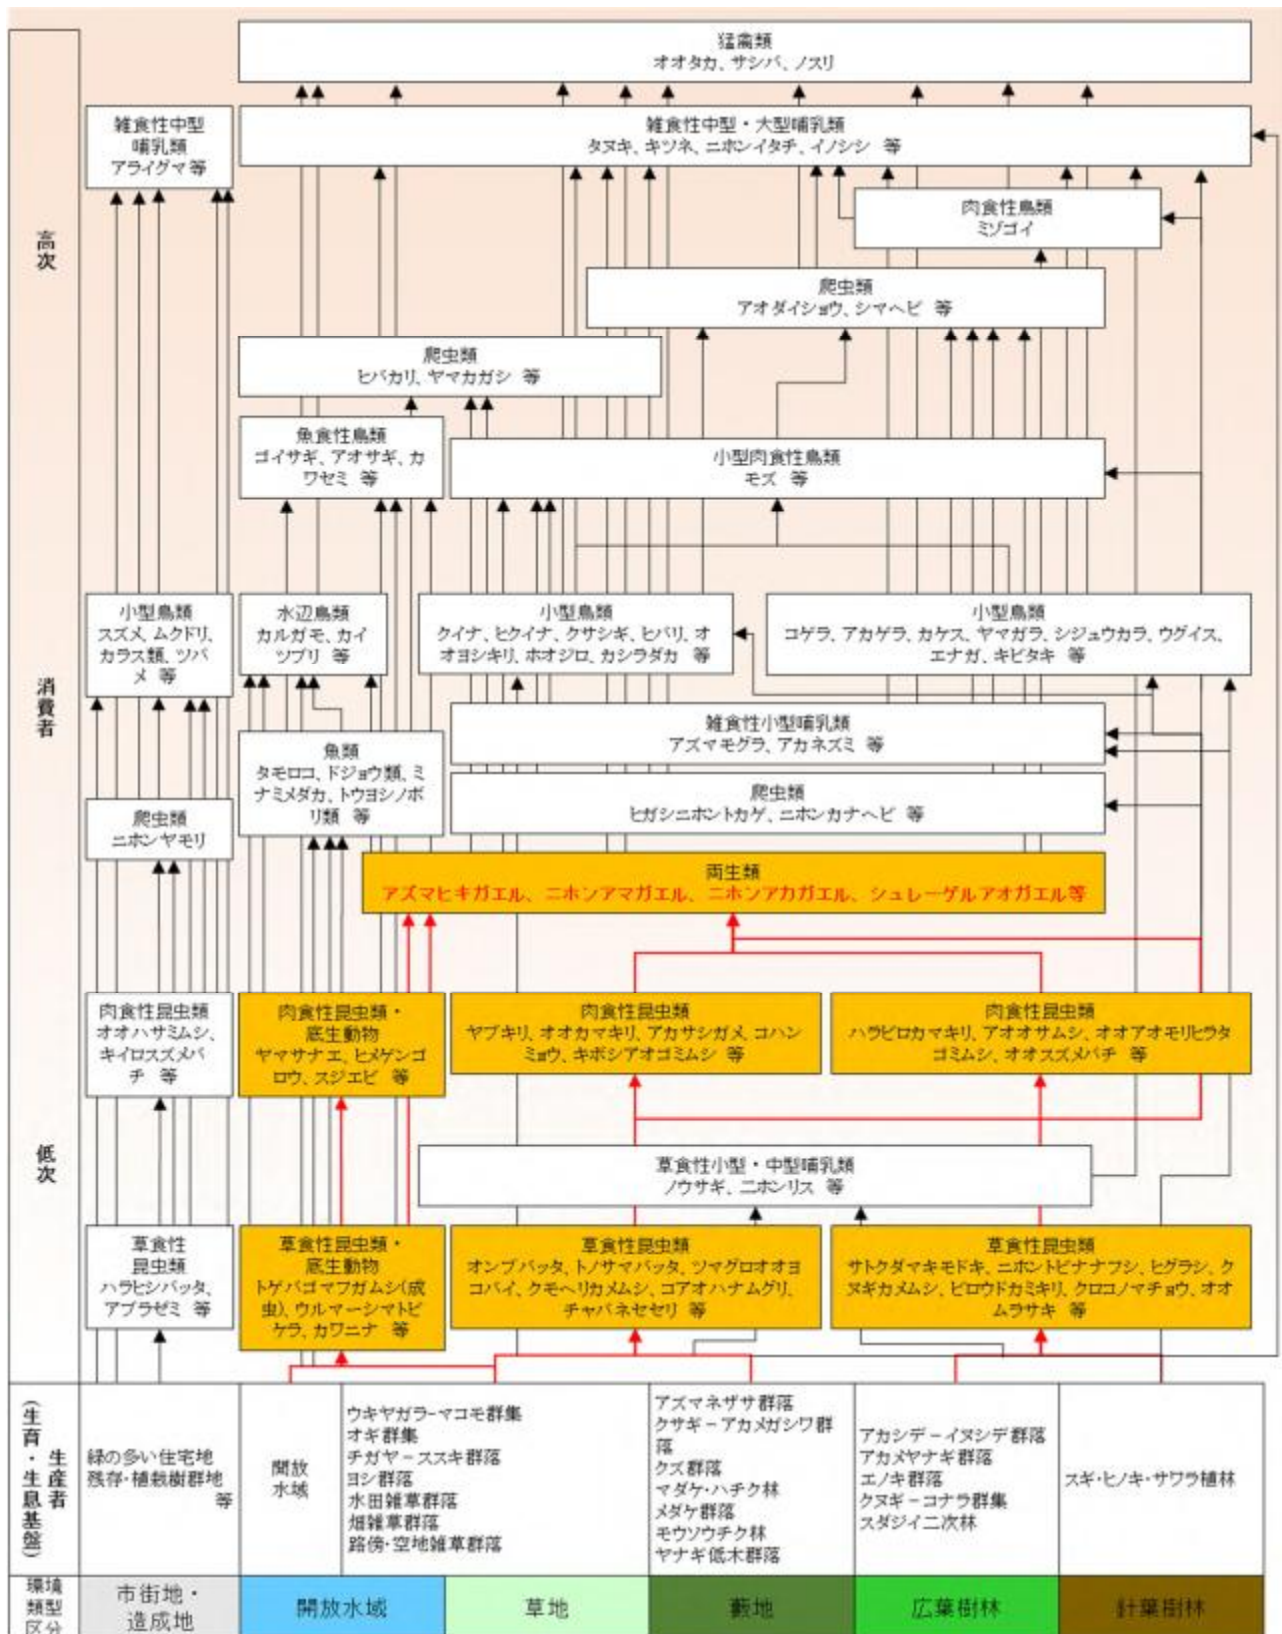 猛禽類
オオタカ、サシバ、ノスリ
雑食性中型
哺乳類
アライグマ等
雑食性中型・大型哺乳類
タヌキ、キツネ、ニホンイタチ、イノシシ 等
肉食性鳥類
ミゾゴイ
高次
爬虫類
アオダイショウ、シマヘビ 等
爬虫類
ヒバカリ、ヤマカガシ 等
魚食性鳥類
ゴイサギ、アオサギ、カ
ワセミ 等
小型肉食性鳥類
モズ 等
消費者
小型鳥類
スズメ、ムクドリ、
カラス類、ツバ
メ 等
水辺鳥類
カルガモ、カイ
ツブリ 等
小型鳥類
クイナ、ヒクイナ、クサシギ、ヒバリ、オ
オヨシキリ、ホオジロ、カシラダカ 等
小型鳥類
コゲラ、アカゲラ、カケス、ヤマガラ、シジュウカラ、ウグイス、
エナガ、キビタキ 等
雑食性小型哺乳類
アズマモグラ、アカネズミ 等
魚類
タモロコ、ドジョウ類、ミ
ナミメダカ、トウヨシノボ
リ類 等
爬虫類
ヒガシニホントカゲ、ニホンカナヘビ 等
爬虫類
ニホンヤモリ
両生類
アズマヒキガエル、ニホンアマガエル、ニホンアカガエル、シュレーゲルアオガエル等
肉食性昆虫類
オオハサミムシ、
キイロスズメバ
チ 等
肉食性昆虫類・
底生動物
ヤマサナエ、ヒメゲンゴ
ロウ、スジエビ 等
肉食性昆虫類
ヤブキリ、オオカマキリ、アカサシガメ、コハン
ミョウ、キボシアオゴミムシ 等
肉食性昆虫類
ハラビロカマキリ、アオオサムシ、オオアオモリヒラタ
ゴミムシ、オオスズメバチ 等
低次
草食性小型・中型哺乳類
ノウサギ、ニホンリス 等
草食性
昆虫類
ハラヒシバッタ、
アブラゼミ 等
草食性昆虫類・
底生動物
トゲバゴマフガムシ(成
虫)、ウルマーシマトビ
ケラ、カワニナ 等
草食性昆虫類
オンブバッタ、トノサマバッタ、ツマグロオオヨ
コバイ、クモヘリカメムシ、コアオハナムグリ、
チャバネセセリ 等
草食性昆虫類
サトクダマキモドキ、ニホントビナナフシ、ヒグラシ、ク
ヌギカメムシ、ビロウドカミキリ、クロコノマチョウ、オオ
ムラサキ 等
生産者
(生育・生息基盤)
緑の多い住宅地
残存・植栽樹群地
等
開放
水域
ウキヤガラーマコモ群集
オギ群集
チガヤーススキ群落
ヨシ群落
水田雑草群落
畑雑草群落
路傍・空地雑草群落
アズマネザサ群落
クサギーアカメガシワ群
落
クズ群落
マダケ・ハチク林
メダケ群落
モウソウチク林
ヤナギ低木群落
アカシデーイヌシデ群落
アカメヤナギ群落
エノキ群落
クヌギーコナラ群集
スダジイ二次林
スギ・ヒノキ・サワラ植林
環境
類型
区分
市街地・
造成地
開放水域
草地
藪地
広葉樹林
針葉樹林